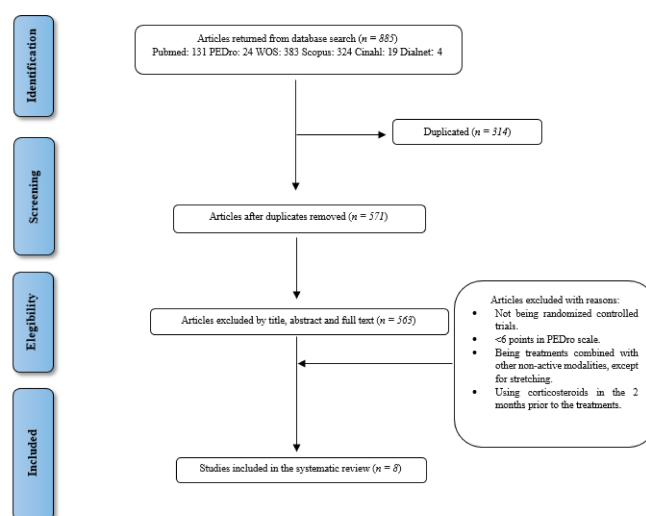 Identification
Articles returned from database search (n = 885)
Pubmed: 131 PEDro: 24 WOS: 383 Scopus: 324 Cinahl: 19 Dialnet: 4
Duplicated (n = 314)
Screening
Articles after duplicates removed (n = 571)
Elegibility
Articles excluded by title, abstract and full text (n = 563)
Articles excluded with reasons:
• Not being randomized controlled
trials.
• <6 points in PEDro scale.
• Being treatments combined with
other non-active modalities, except
for stretching.
• Using corticosteroids in the 2
months prior to the treatments.
Included
Studies included in the systematic review (n = 8)